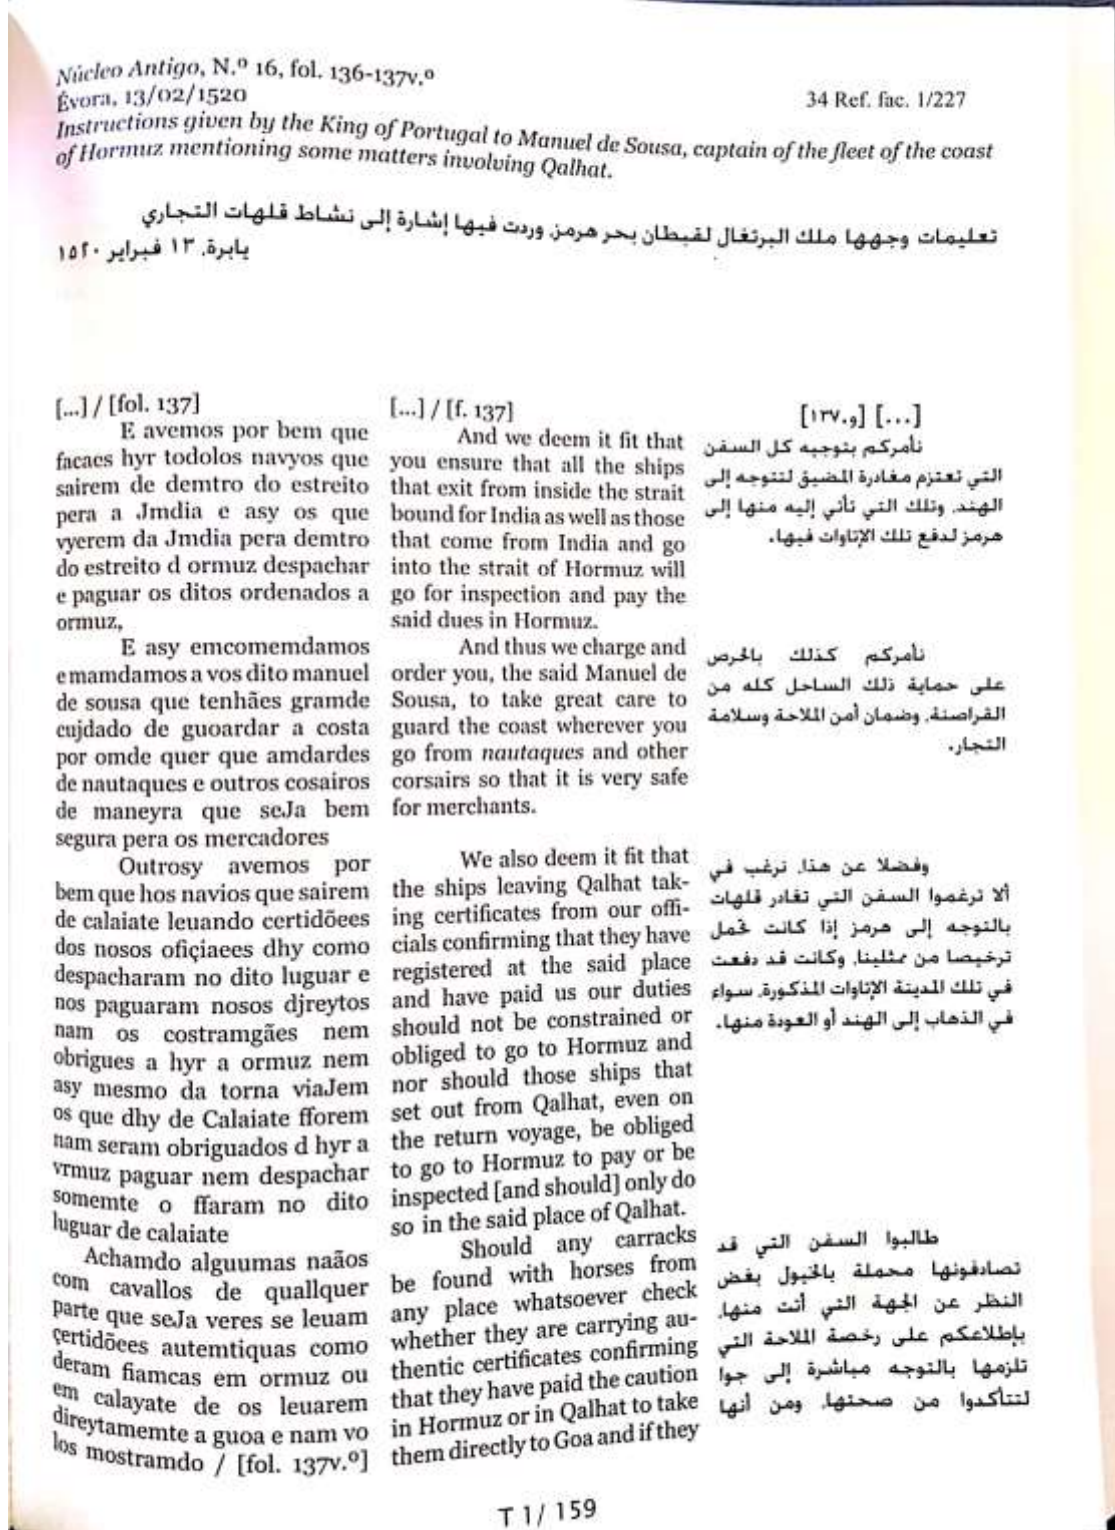 Núcleo Antigo, N.º 16, fol. 136-137v.º
Évora, 13/02/1520
34 Ref. fac. 1/227
Instructions given by the King of Portugal to Manuel de Sousa, captain of the fleet of the coast
of Hormuz mentioning some matters involving Qalhat.
تعليمات وجهها ملك البرتغال لقبطان بحر هرمز. وردت فيها إشارة إلى نشاط قلهات التجاري
يابرة. ١٣ فبراير ١٥٢٠
[...] / [fol. 137]
E avemos por bem que
facaes hyr todolos navyos que
sairem de demtro do estreito
pera a Jmdia e asy os que
vyerem da Jmdia pera demtro
do estreito d ormuz despachar
e paguar os ditos ordenados a
ormuz,
E asy emcomemdamos
e mamdamos a vos dito manuel
de sousa que tenhães gramde
cujdado de guoardar a costa
por omde quer que amdardes
de nautaques e outros cosairos
de maneyra que seJa bem
segura pera os mercadores
Outrosy avemos por
bem que hos navios que sairem
de calaiate leuando certidõees
dos nosos ofiçiaees dhy como
despacharam no dito luguar e
nos paguaram nosos djreytos
nam os costramgães nem
obrigues a hyr a ormuz nem
asy mesmo da torna viaJem
os que dhy de Calaiate fforem
nam seram obriguados d hyr a
vrmuz paguar nem despachar
somemte o ffaram no dito
luguar de calaiate
Achamdo alguumas naãos
com cavallos de quallquer
parte que seJa veres se leuam
çertidõees autemtiquas como
deram fiamcas em ormuz ou
em calayate de os leuarem
direytamemte a guoa e nam vo
los mostramdo / [fol. 137v.º]
[...] / [f. 137]
And we deem it fit that
you ensure that all the ships
that exit from inside the strait
bound for India as well as those
that come from India and go
into the strait of Hormuz will
go for inspection and pay the
said dues in Hormuz.
And thus we charge and
order you, the said Manuel de
Sousa, to take great care to
guard the coast wherever you
go from nautaques and other
corsairs so that it is very safe
for merchants.
We also deem it fit that
the ships leaving Qalhat tak-
ing certificates from our offi-
cials confirming that they have
registered at the said place
and have paid us our duties
should not be constrained or
obliged to go to Hormuz and
nor should those ships that
set out from Qalhat, even on
the return voyage, be obliged
to go to Hormuz to pay or be
inspected [and should] only do
so in the said place of Qalhat.
Should any carracks
be found with horses from
any place whatsoever check
whether they are carrying au-
thentic certificates confirming
that they have paid the caution
in Hormuz or in Qalhat to take
them directly to Goa and if they
[...] [و.١٣٧]
نأمركم بتوجيه كل السفن
التي تعتزم مغادرة المضيق لتتوجه إلى
الهند. وتلك التي تأتي إليه منها إلى
هرمز لدفع تلك الإتاوات فيها.
نأمركم كذلك بالحرص
على حماية ذلك الساحل كله من
القراصنة. وضمان أمن الملاحة وسلامة
التجار.
وفضلا عن هذا. نرغب في
ألا ترغموا السفن التي تغادر قلهات
بالتوجه إلى هرمز إذا كانت تحمل
ترخيصا من ممثلينا. وكانت قد دفعت
في تلك المدينة الإتاوات المذكورة. سواء
في الذهاب إلى الهند أو العودة منها.
طالبوا السفن التي قد
تصادفونها محملة بالخيول بغض
النظر عن الجهة التي أتت منها.
بإطلاعكم على رخصة الملاحة التي
تلزمها بالتوجه مباشرة إلى جوا
لتتأكدوا من صحتها. ومن أنها
T 1/ 159